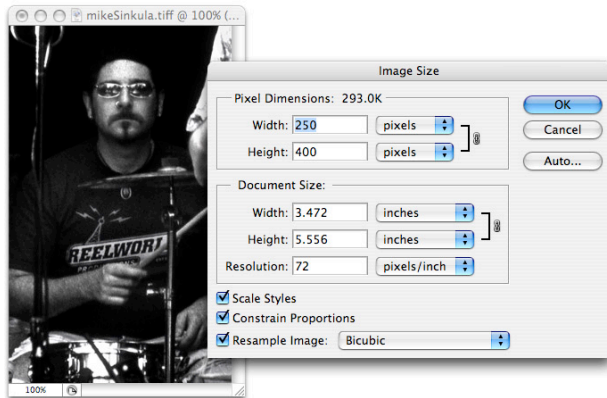 mikeSinkula.tiff @ 100% (...
Image Size
Pixel Dimensions: 293.0K
Width: 250 pixels
Height: 400 pixels
Document Size:
Width: 3.472 inches
Height: 5.556 inches
Resolution: 72 pixels/inch
Scale Styles
Constrain Proportions
Resample Image: Bicubic
OK
Cancel
Auto...
REELWOR
100%